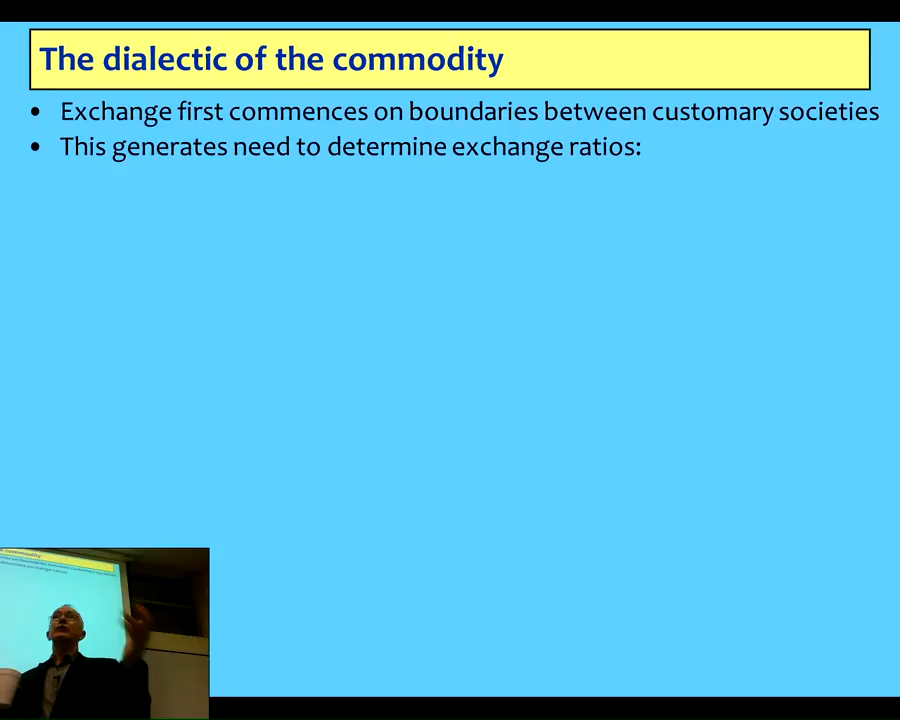 The dialectic of the commodity
• Exchange first commences on boundaries between customary societies
• This generates need to determine exchange ratios: